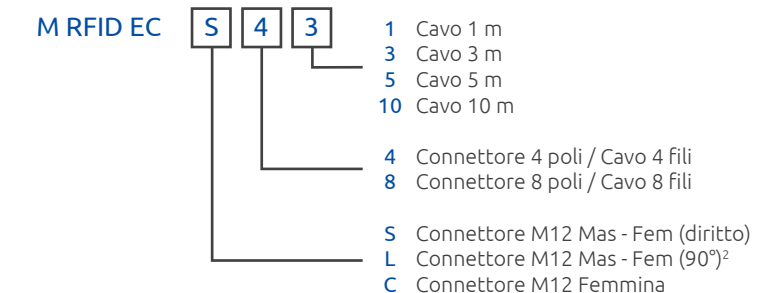 M RFID EC S 4 3
1 Cavo 1 m
3 Cavo 3 m
5 Cavo 5 m
10 Cavo 10 m
4 Connettore 4 poli / Cavo 4 fili
8 Connettore 8 poli / Cavo 8 fili
S Connettore M12 Mas - Fem (diritto)
L Connettore M12 Mas - Fem (90°)²
C Connettore M12 Femmina